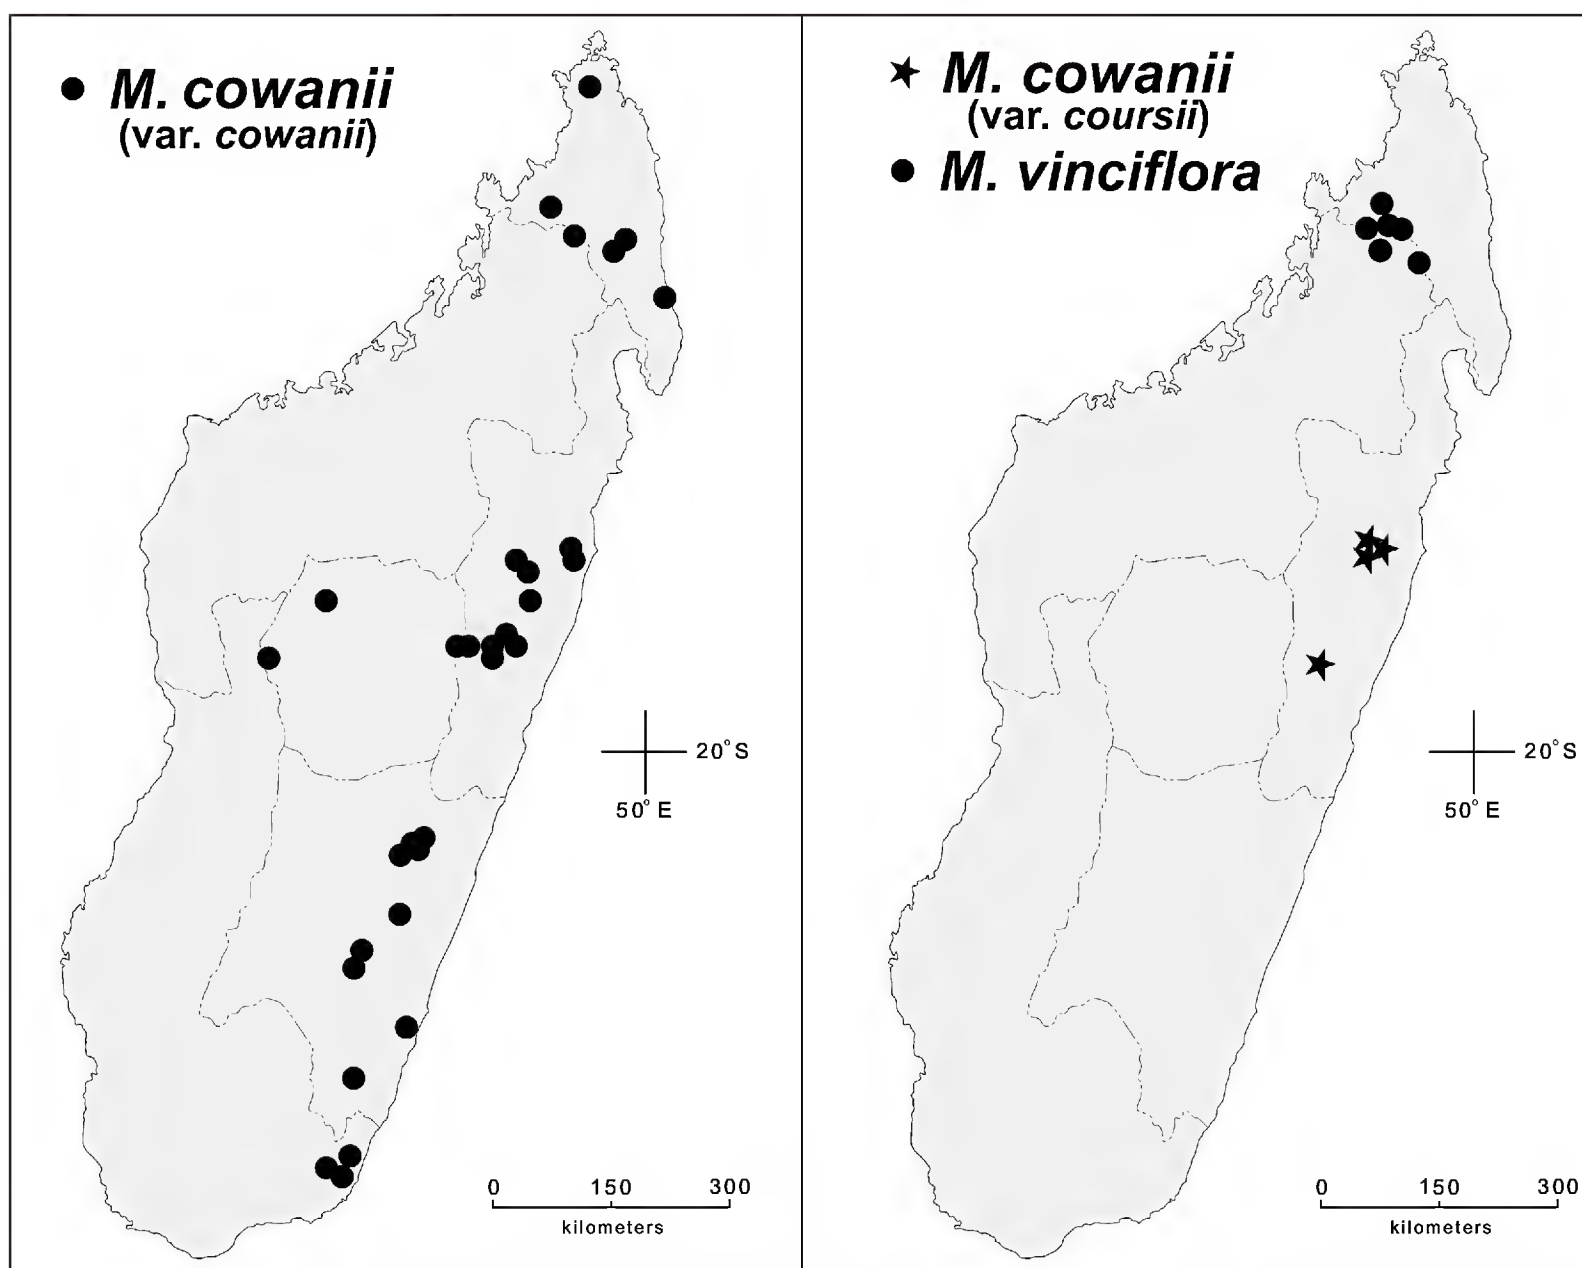 M. cowanii
(var. cowanii)
20° S
50° E
0 150 300
kilometers
M. cowanii
(var. coursii)
M. vinciflora
20° S
50° E
0 150 300
kilometers